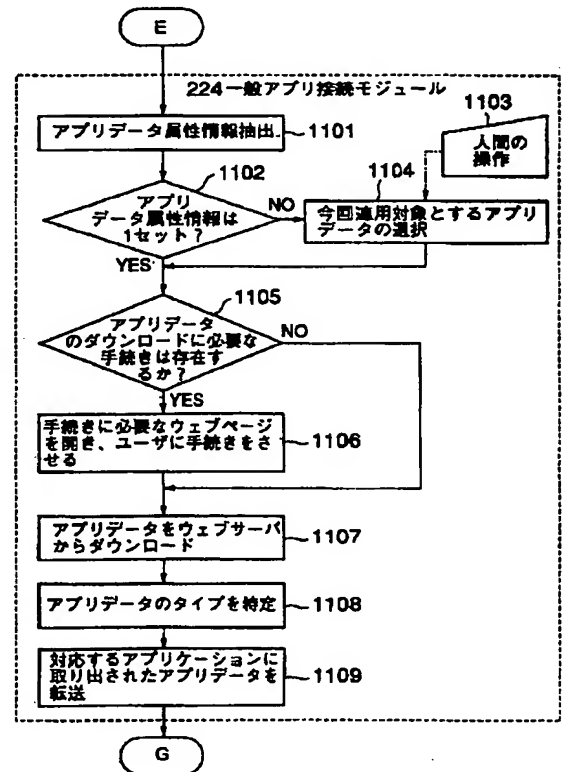 E
224一般アプリ接続モジュール
アプリデータ属性情報抽出
1101
1103
人間の
操作
1102
アプリ
データ属性情報は
1セット?
NO
YES
1104
今回適用対象とするアプリ
データの選択
1105
アプリデータ
のダウンロードに必要な
手続きは存在す
るか?
NO
YES
手続きに必要なウェブページ
を開き、ユーザに手続きをさ
せる
1106
アプリデータをウェブサーバ
からダウンロード
1107
アプリデータのタイプを特定
1108
対応するアプリケーションに
取り出されたアプリデータを
転送
1109
G